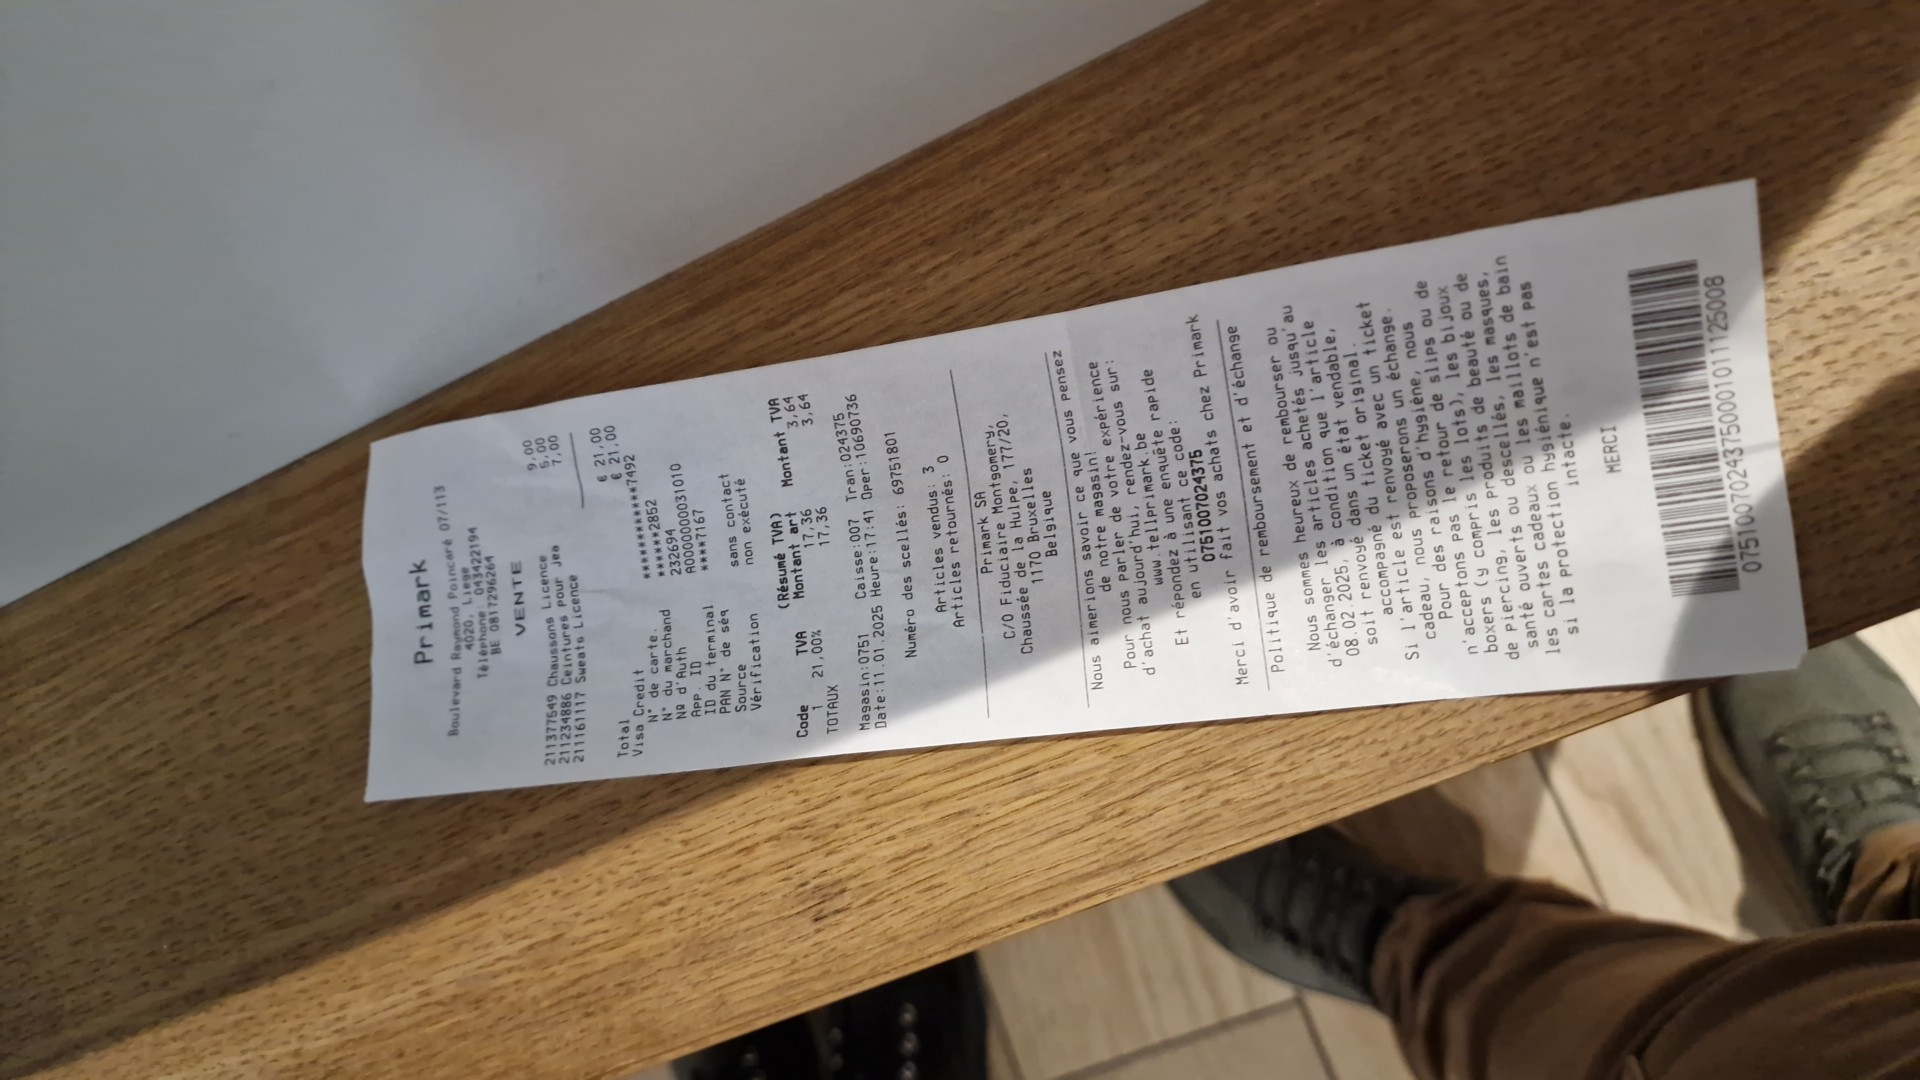 Primark
Boulevard Raymond Poincaré 07/113
4020, Liege
Téléphone 043422194
BE 0817296264
VENTE
211377549 Chaussons Licence 9,00
211234886 Ceintures pour Jea 5,00
211161117 Sweats Licence 7,00
Total € 21,00
Visa Credit € 21,00
N° de carte. ************7492
N° du marchand ******2852
Nº d'Auth 232694
App. ID A0000000031010
ID du terminal ****7167
PAN N° de séq
Source sans contact
Vérification non exécuté
(Résumé TVA)
Code TVA Montant art Montant TVA
1 21,00% 17,36 3,64
TOTAUX 17,36 3,64
Magasin:0751 Caisse:007 Tran:024375
Date:11.01.2025 Heure:17:41 Oper:10690736
Numéro des scellés: 69751801
Articles vendus: 3
Articles retournés: 0
Primark SA
C/O Fiduciaire Montgomery,
Chaussée de la Hulpe, 177/20,
1170 Bruxelles
Belgique
Nous aimerions savoir ce que vous pensez
de notre magasin!
Pour nous parler de votre expérience
d'achat aujourd'hui, rendez-vous sur:
www.tellprimark.be
Et répondez à une enquête rapide
en utilisant ce code:
0751007024375
Merci d'avoir fait vos achats chez Primark
Politique de remboursement et d'échange
Nous sommes heureux de rembourser ou
d'échanger les articles achetés jusqu'au
08.02.2025, à condition que l'article
soit renvoyé dans un état vendable,
accompagné du ticket original.
Si l'article est renvoyé avec un ticket
cadeau, nous proposerons un échange.
Pour des raisons d'hygiène, nous
n'acceptons pas le retour de slips ou de
boxers (y compris les lots), les bijoux
de piercing, les produits de beauté ou de
santé ouverts ou descellés, les masques,
les cartes cadeaux ou les maillots de bain
si la protection hygiénique n'est pas
intacte.
MERCI
07510070243750001011125008